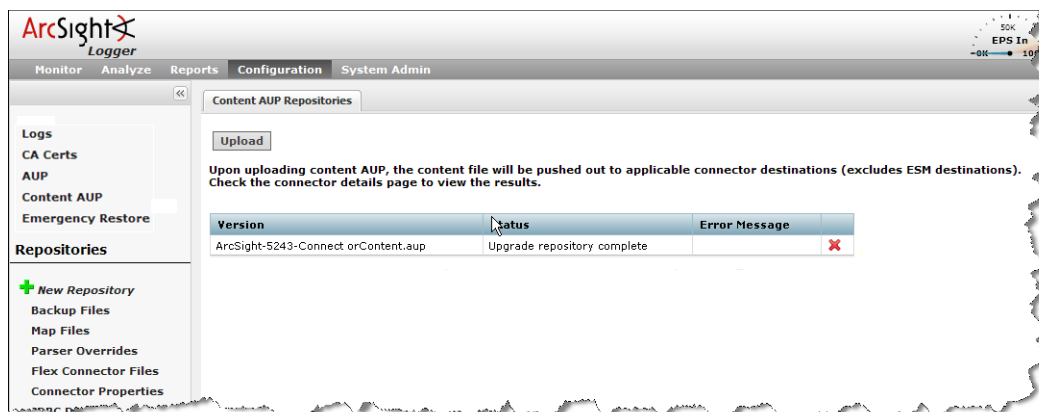 ArcSight
Logger
50K
EPS In
Monitor Analyze Reports Configuration System Admin
Content AUP Repositories
Logs
CA Certs
AUP
Content AUP
Emergency Restore
Repositories
New Repository
Backup Files
Map Files
Parser Overrides
Flex Connector Files
Connector Properties
Upload
Upon uploading content AUP, the content file will be pushed out to applicable connector destinations (excludes ESM destinations).
Check the connector details page to view the results.
Version Status Error Message
ArcSight-5243-Connect orContent.aup Upgrade repository complete